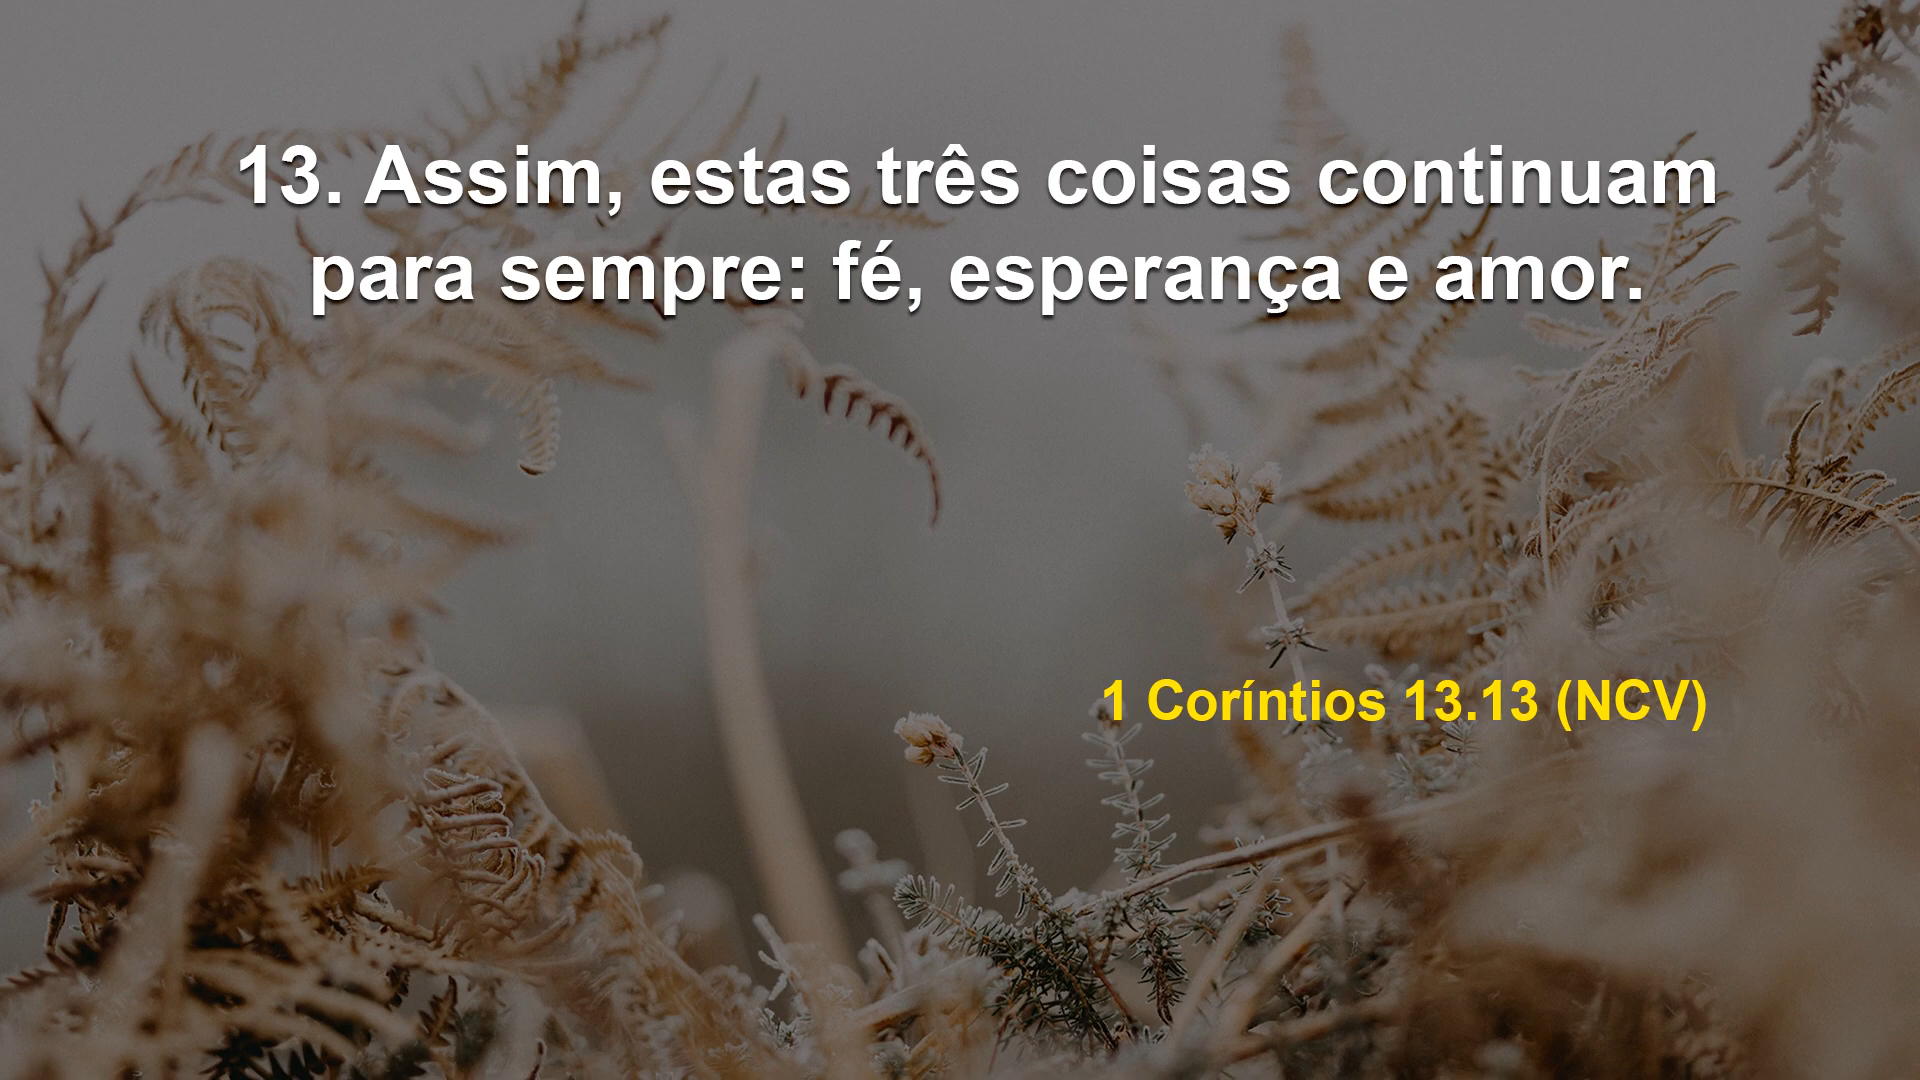 13. Assim, estas três coisas continuam
para sempre: fé, esperança e amor.
1 Coríntios 13.13 (NCV)